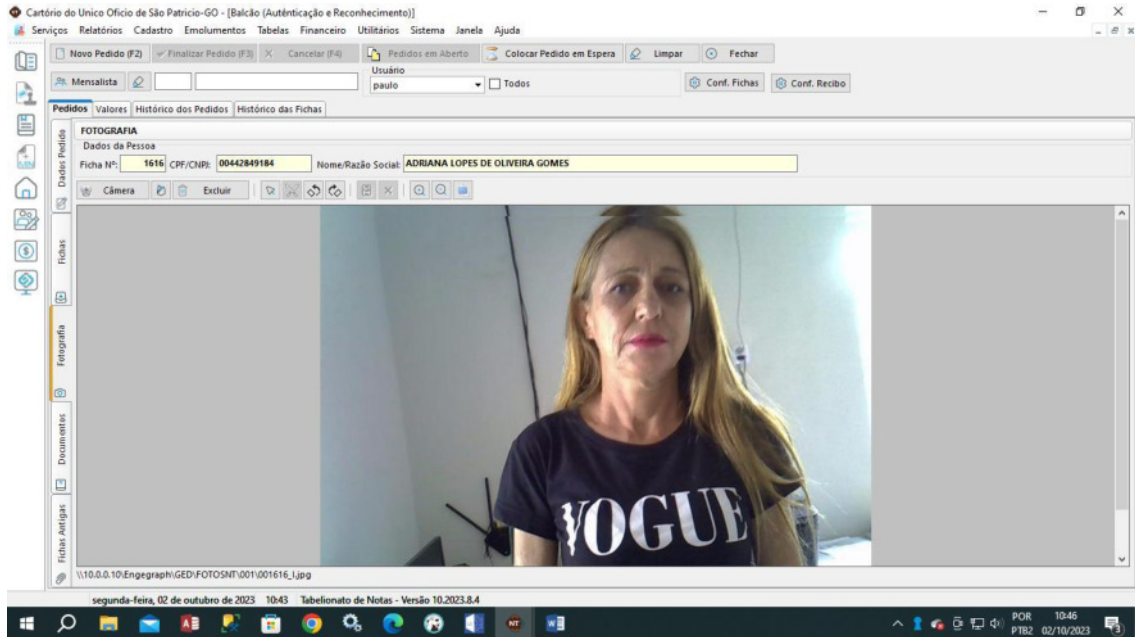 Cartório do Unico Oficio de São Patricio-GO - [Balcão (Autênticação e Reconhecimento)]
Serviços Relatórios Cadastro Emolumentos Tabelas Financeiro Utilitários Sistema Janela Ajuda
Novo Pedido (F2) Finalizar Pedido (F3) Cancelar (F4) Pedidos em Aberto Colocar Pedido em Espera Limpar Fechar
Usuário
Mensalista paulo Todos Conf. Fichas Conf. Recibo
Pedidos Valores Histórico dos Pedidos Histórico das Fichas
FOTOGRAFIA
Dados da Pessoa
Ficha Nº: 1616 CPF/CNPJ: 00442849184 Nome/Razão Social: ADRIANA LOPES DE OLIVEIRA GOMES
Câmera Excluir
Dados Pedido
Fichas
Fotografia
Documentos
Fichas Antigas
VOGUE
\\10.0.0.10\Engegraph\GED\FOTOSNT\001\001616_I.jpg
segunda-feira, 02 de outubro de 2023 10:43 Tabelionato de Notas - Versão 10.2023.8.4
NT
POR 10:46
PTB2 02/10/2023